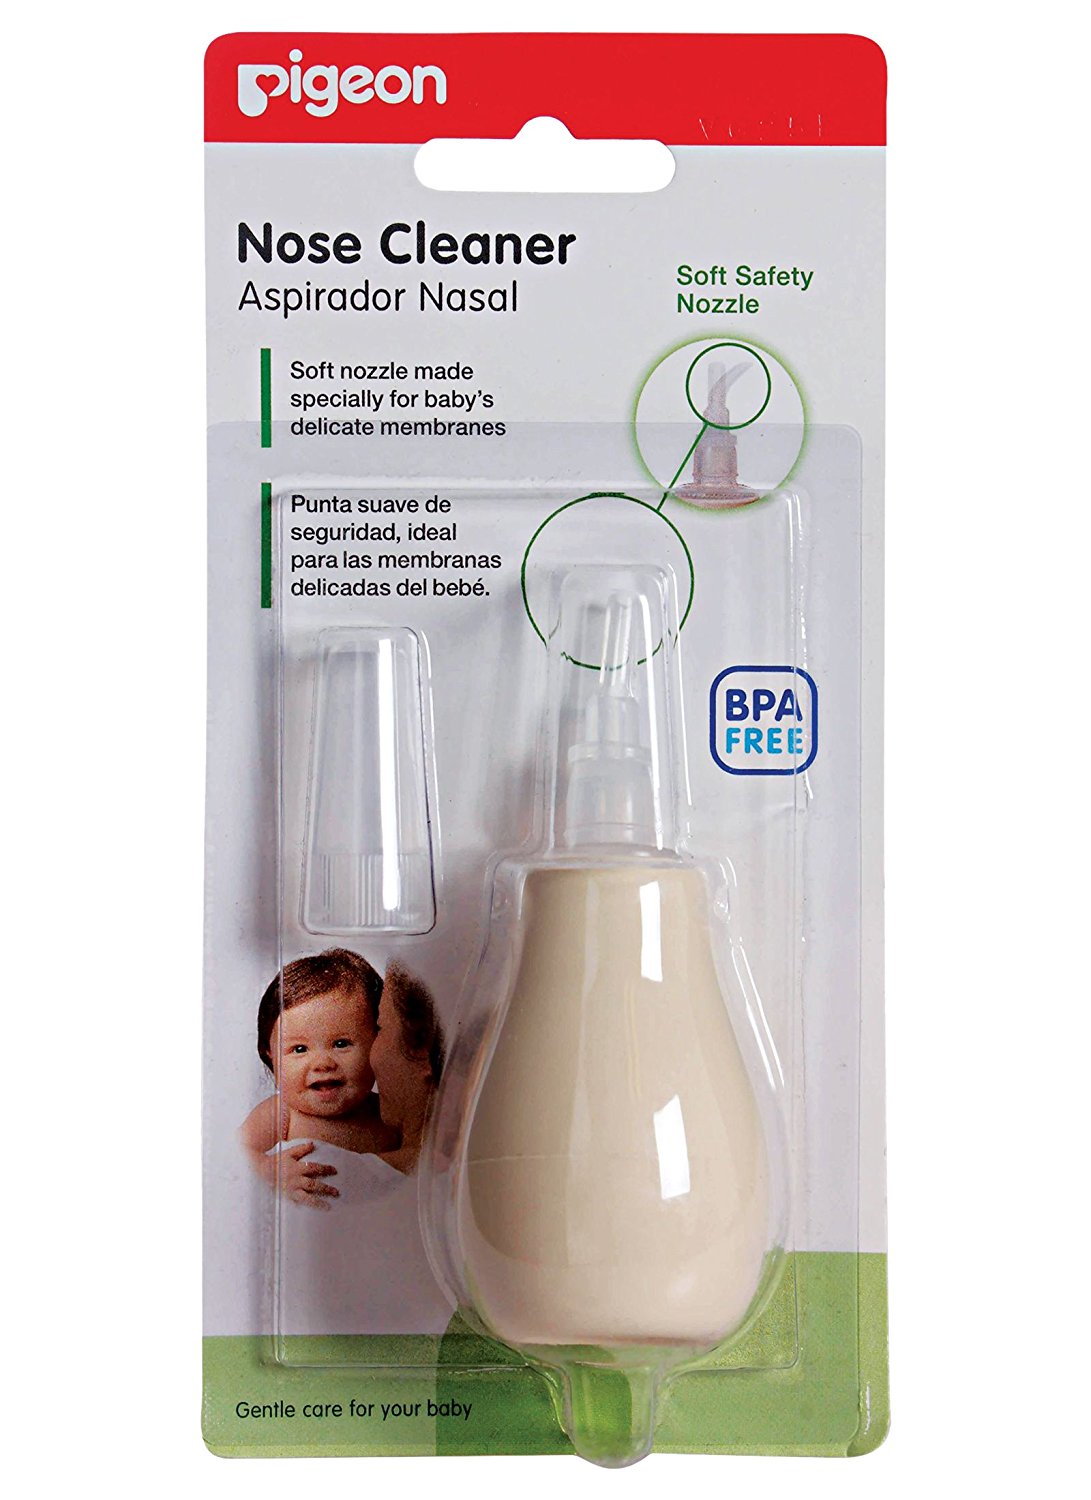 pigeon
Nose Cleaner
Aspirador Nasal
Soft Safety
Nozzle
Soft nozzle made
specially for baby's
delicate membranes
Punta suave de
seguridad, ideal
para las membranas
delicadas del bebé.
BPA
FREE
Gentle care for your baby